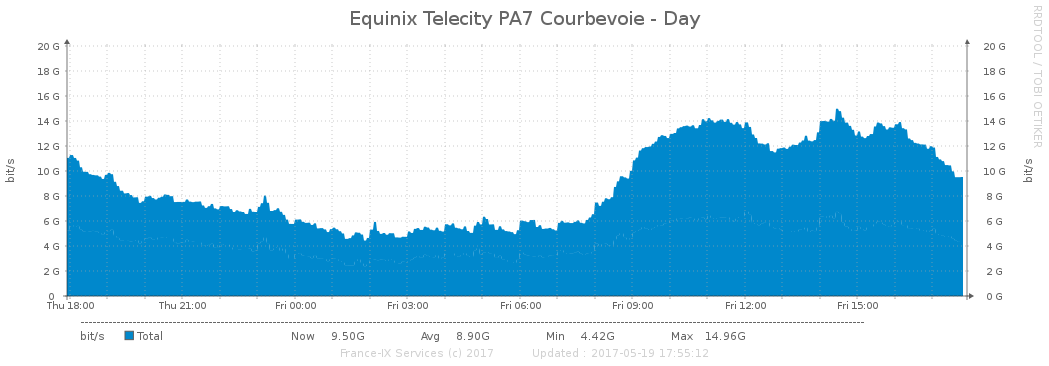 Equinix Telecity PA7 Courbevoie - Day
RRDTOOL / TOBI OETIKER
bit/s
20 G 20 G
18 G 18 G
16 G 16 G
14 G 14 G
12 G 12 G
10 G 10 G
8 G 8 G
6 G 6 G
4 G 4 G
2 G 2 G
0 0 G
bit/s
Thu 18:00 Thu 21:00 Fri 00:00 Fri 03:00 Fri 06:00 Fri 09:00 Fri 12:00 Fri 15:00
bit/s Total Now 9.50G Avg 8.90G Min 4.42G Max 14.96G
France-IX Services (c) 2017 Updated : 2017-05-19 17:55:12